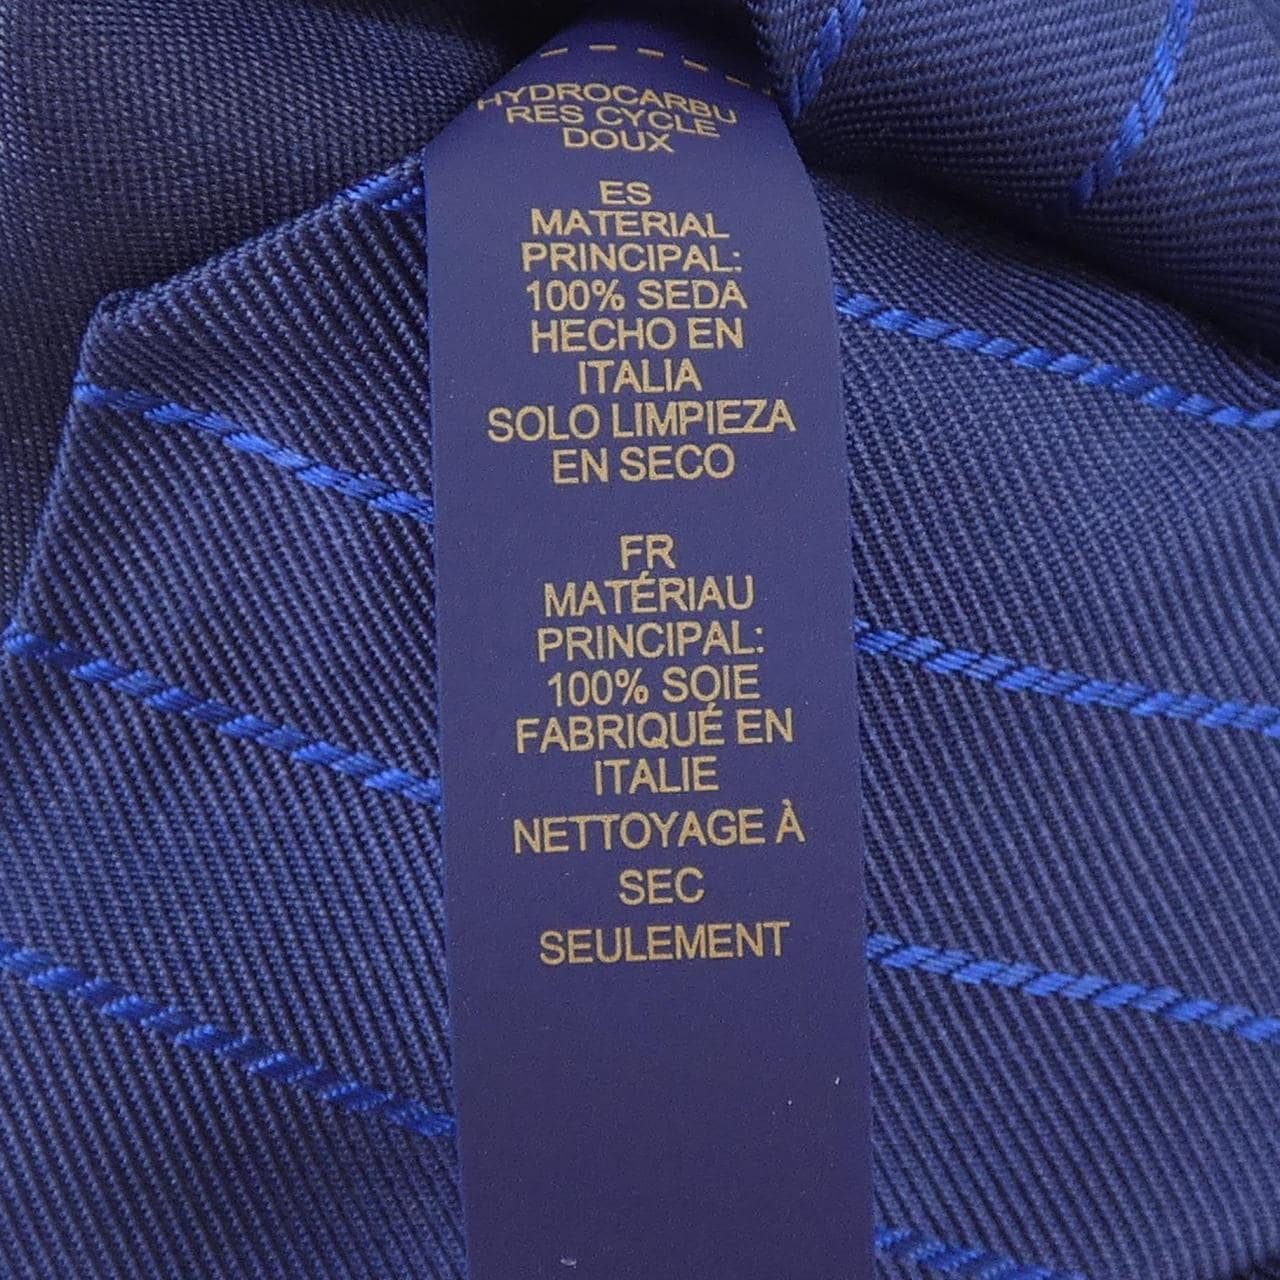 HYDROCARBU
RES CYCLE
DOUX
ES
MATERIAL
PRINCIPAL:
100% SEDA
HECHO EN
ITALIA
SOLO LIMPIEZA
EN SECO
FR
MATÉRIAU
PRINCIPAL:
100% SOIE
FABRIQUÉ EN
ITALIE
NETTOYAGE À
SEC
SEULEMENT